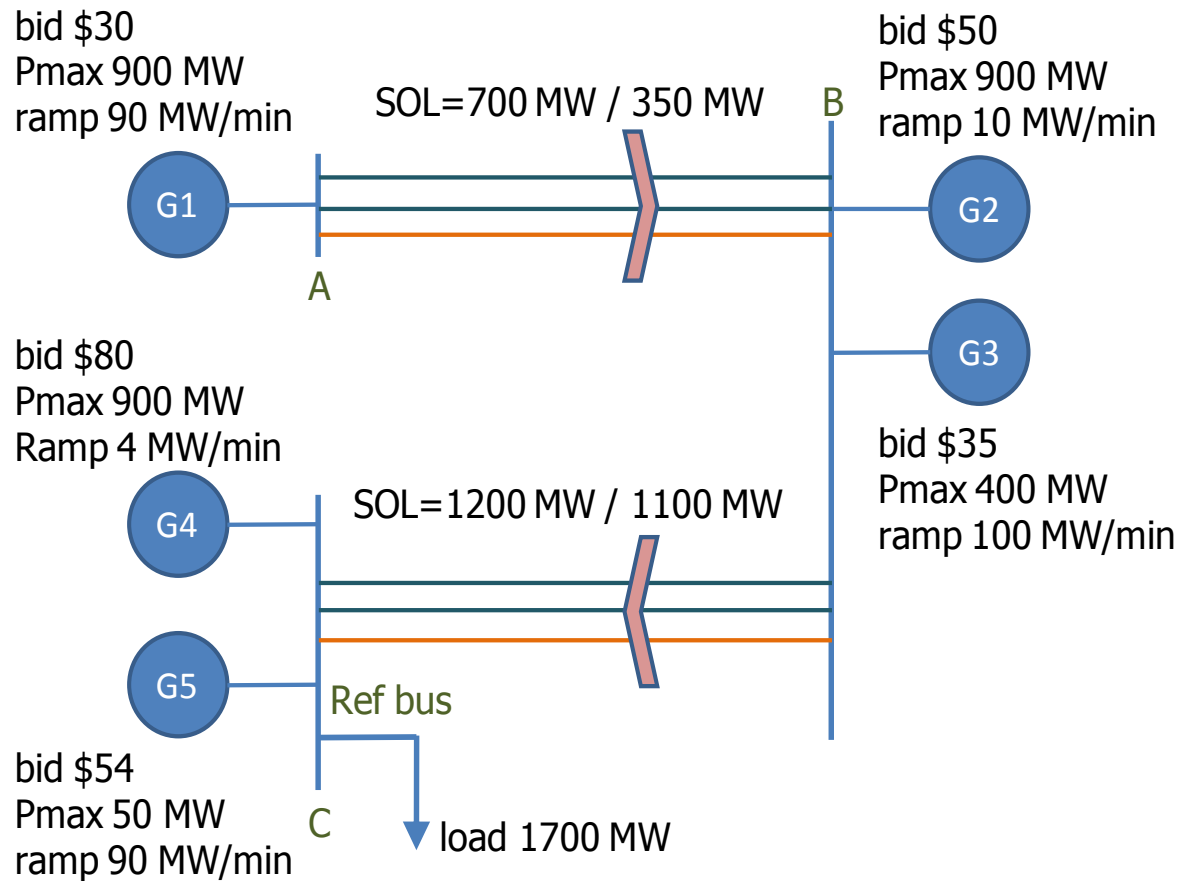 bid $30
Pmax 900 MW
ramp 90 MW/min
G1
A
SOL=700 MW / 350 MW
B
bid $50
Pmax 900 MW
ramp 10 MW/min
G2
G3
bid $35
Pmax 400 MW
ramp 100 MW/min
bid $80
Pmax 900 MW
Ramp 4 MW/min
G4
SOL=1200 MW / 1100 MW
G5
Ref bus
bid $54
Pmax 50 MW
ramp 90 MW/min
C
load 1700 MW